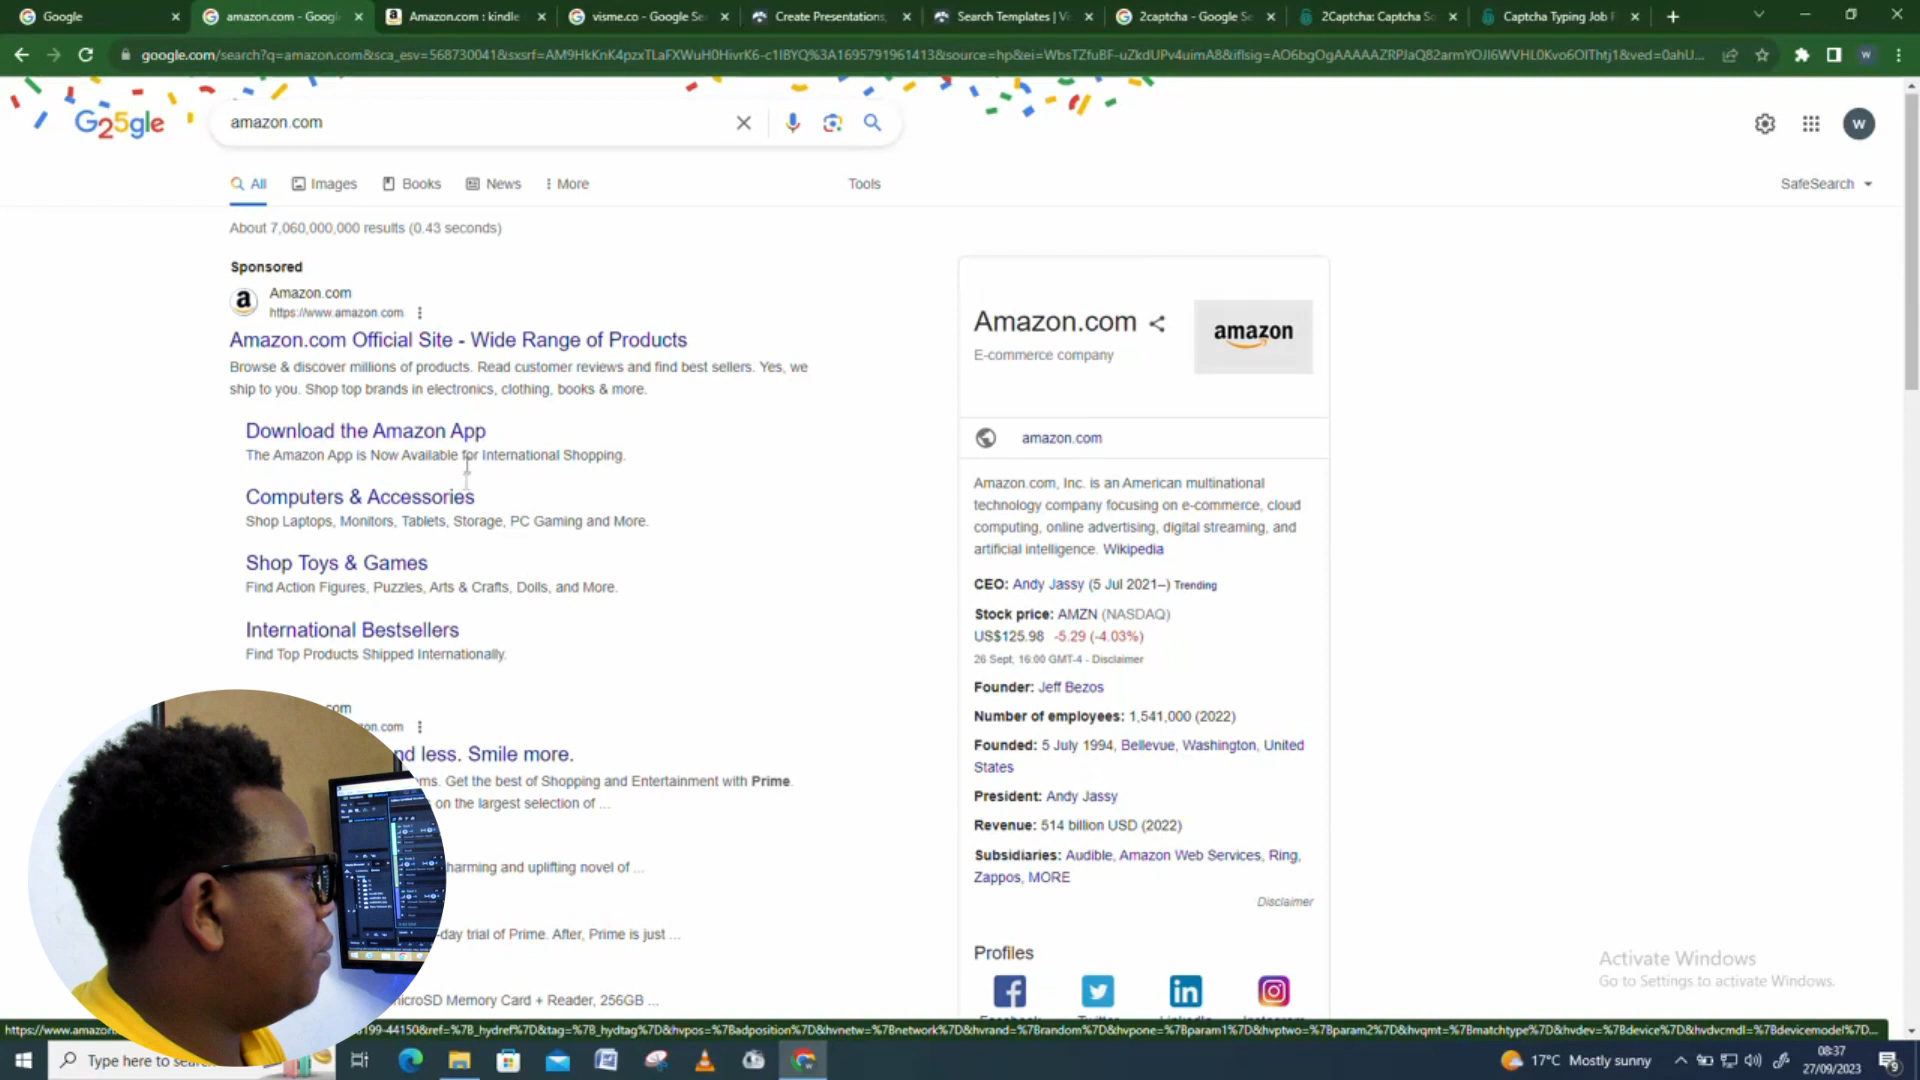 Google
amazon.com - Googl
Amazon.com : kindle
visme.co - Google Se
Create Presentations,
Search Templates | Vi
2captcha - Google Se
2Captcha: Captcha So
Captcha Typing Job F
google.com/search?q=amazon.com&sca_esv=568730041&sxsrf=AM9HkKnK4pzxTLaFXWuH0HivrK6-c1IBYQ%3A1695791961413&source=hp&ei=WbsTZfuBF-uZkdUPv4uimA8&iflsig=AO6bgOgAAAAAZRPJaQ82armYOJl6WVHL0Kvo6OlThtj1&ved=0ahU...
G25gle
amazon.com
W
All
Images
Books
News
More
Tools
SafeSearch
About 7,060,000,000 results (0.43 seconds)
Sponsored
Amazon.com
https://www.amazon.com
Amazon.com Official Site - Wide Range of Products
Browse & discover millions of products. Read customer reviews and find best sellers. Yes, we
ship to you. Shop top brands in electronics, clothing, books & more.
Download the Amazon App
The Amazon App is Now Available for International Shopping.
Computers & Accessories
Shop Laptops, Monitors, Tablets, Storage, PC Gaming and More.
Shop Toys & Games
Find Action Figures, Puzzles, Arts & Crafts, Dolls, and More.
International Bestsellers
Find Top Products Shipped Internationally.
.com
on.com
nd less. Smile more.
ms. Get the best of Shopping and Entertainment with Prime.
on the largest selection of ...
harming and uplifting novel of ...
-day trial of Prime. After, Prime is just ...
microSD Memory Card + Reader, 256GB ...
Amazon.com
E-commerce company
amazon
amazon.com
Amazon.com, Inc. is an American multinational
technology company focusing on e-commerce, cloud
computing, online advertising, digital streaming, and
artificial intelligence. Wikipedia
CEO: Andy Jassy (5 Jul 2021–) Trending
Stock price: AMZN (NASDAQ)
US$125.98 -5.29 (-4.03%)
26 Sept, 16:00 GMT-4 - Disclaimer
Founder: Jeff Bezos
Number of employees: 1,541,000 (2022)
Founded: 5 July 1994, Bellevue, Washington, United
States
President: Andy Jassy
Revenue: 514 billion USD (2022)
Subsidiaries: Audible, Amazon Web Services, Ring,
Zappos, MORE
Disclaimer
Profiles
Activate Windows
Go to Settings to activate Windows.
https://www.amazon
199-44150&ref=%7B_hydref%7D&tag=%7B_hydtag%7D&hvpos=%7Badposition%7D&hvnetw=%7Bnetwork%7D&hvrand=%7Brandom%7D&hvpone=%7Bparam1%7D&hvptwo=%7Bparam2%7D&hvqmt=%7Bmatchtype%7D&hvdev=%7Bdevice%7D&hvdvcmdl=%7Bdevicemodel%7D...
Type here to searc
17°C Mostly sunny
08:37
27/09/2023
9